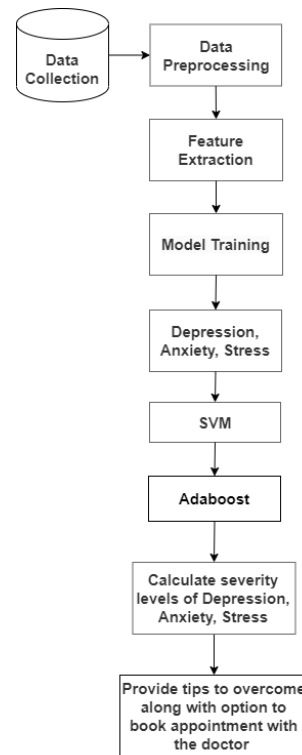 Data
Collection
Data
Preprocessing
Feature
Extraction
Model Training
Depression,
Anxiety, Stress
SVM
Adaboost
Calculate severity
levels of Depression,
Anxiety, Stress
Provide tips to overcome
along with option to
book appointment with
the doctor